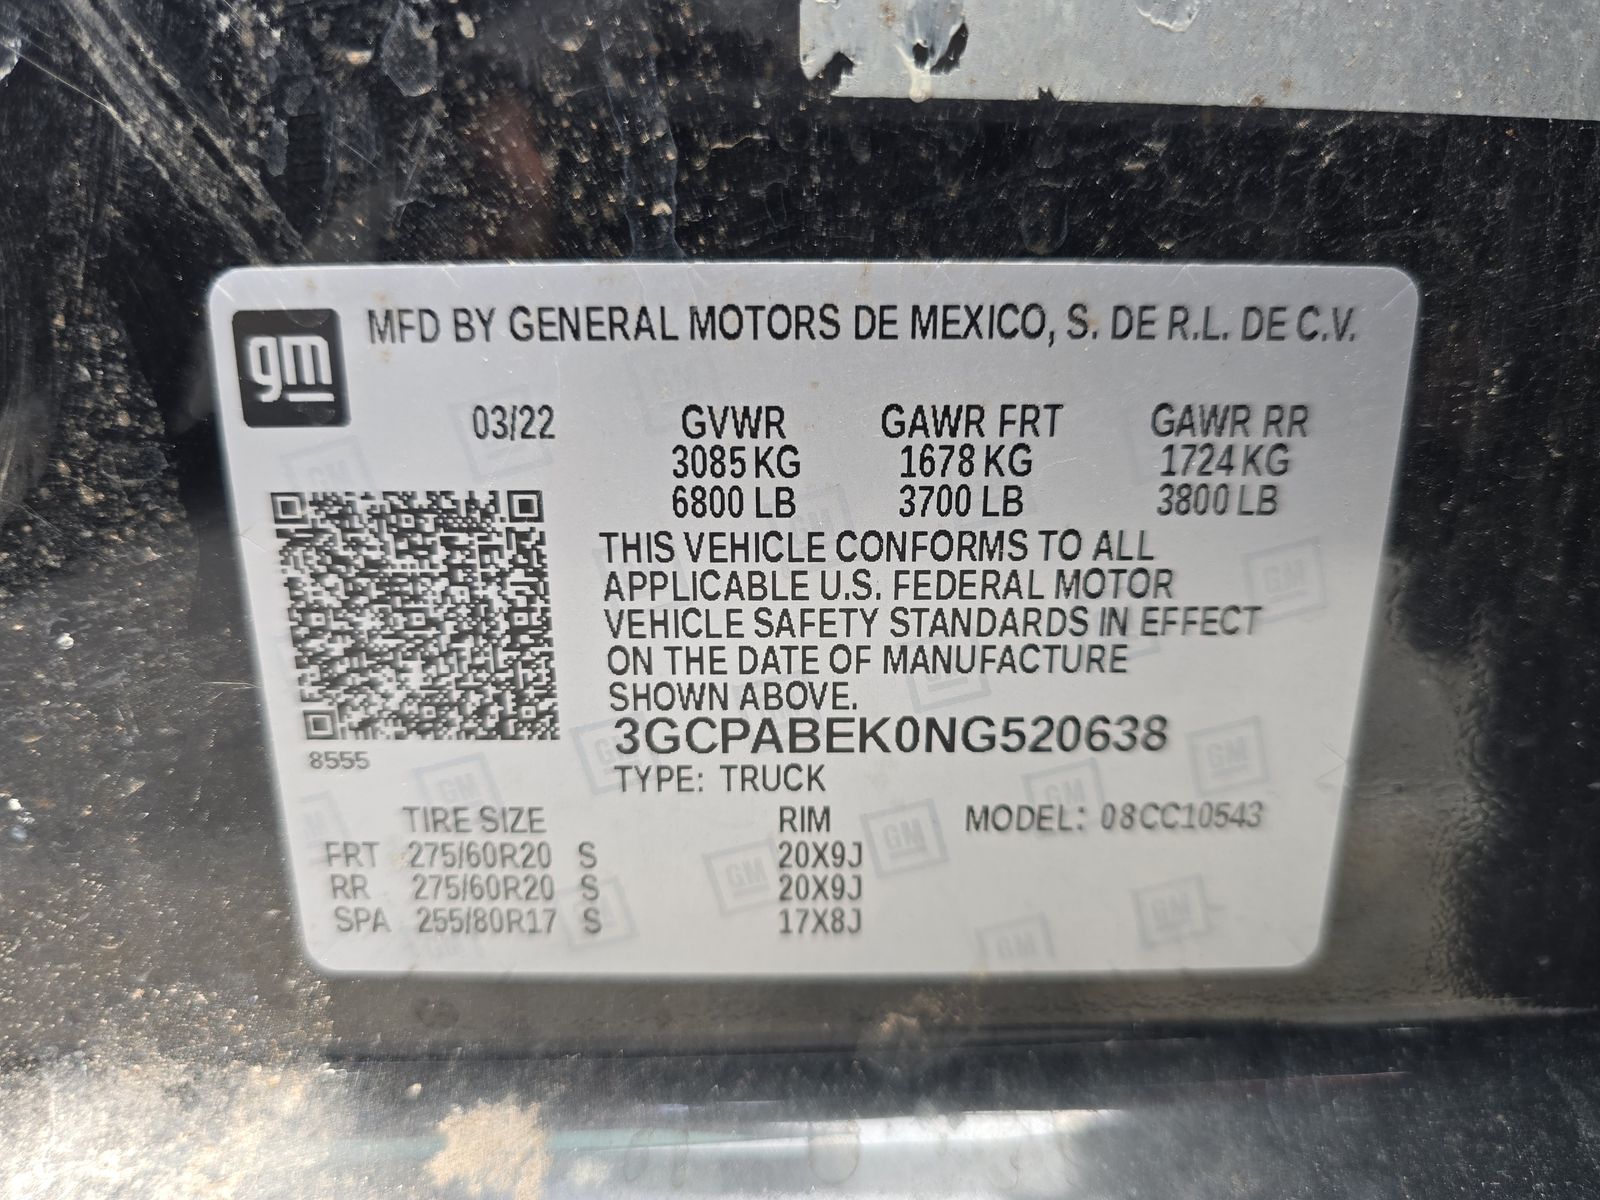 gm
MFD BY GENERAL MOTORS DE MEXICO, S. DE R.L. DE C.V.
03/22 GVWR GAWR FRT GAWR RR
3085 KG 1678 KG 1724 KG
6800 LB 3700 LB 3800 LB
THIS VEHICLE CONFORMS TO ALL
APPLICABLE U.S. FEDERAL MOTOR
VEHICLE SAFETY STANDARDS IN EFFECT
ON THE DATE OF MANUFACTURE
SHOWN ABOVE.
3GCPABEK0NG520638
8555
TYPE: TRUCK
TIRE SIZE RIM MODEL: 08CC10543
FRT 275/60R20 S 20X9J
RR 275/60R20 S 20X9J
SPA 255/80R17 S 17X8J